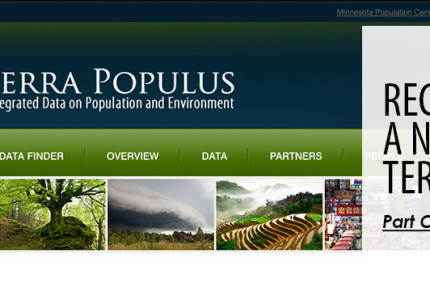 Minnesota Population Cent
ERRA POPULUS
tegrated Data on Population and Environment
DATA FINDER OVERVIEW DATA PARTNERS PE
REC
A N
TER
Part O